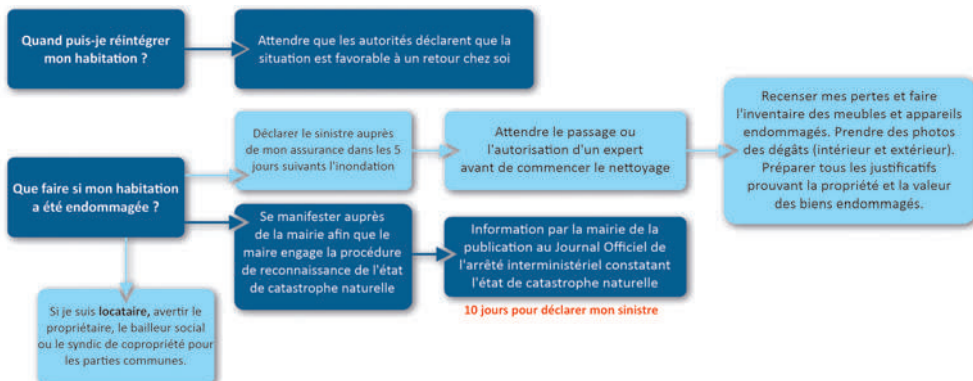 Quand puis-je réintégrer
mon habitation ?
Attendre que les autorités déclarent que la
situation est favorable à un retour chez soi
Que faire si mon habitation
a été endommagée ?
Déclarer le sinistre auprès
de mon assurance dans les 5
jours suivants l'inondation
Attendre le passage ou
l'autorisation d'un expert
avant de commencer le nettoyage
Recenser mes pertes et faire
l'inventaire des meubles et appareils
endommagés. Prendre des photos
des dégâts (intérieur et extérieur).
Préparer tous les justificatifs
prouvant la propriété et la valeur
des biens endommagés.
Se manifester auprès
de la mairie afin que le
maire engage la procédure
de reconnaissance de l'état
de catastrophe naturelle
Information par la mairie de la
publication au Journal Officiel de
l'arrêté interministériel constatant
l'état de catastrophe naturelle
10 jours pour déclarer mon sinistre
Si je suis locataire, avertir le
propriétaire, le bailleur social
ou le syndic de copropriété pour
les parties communes.